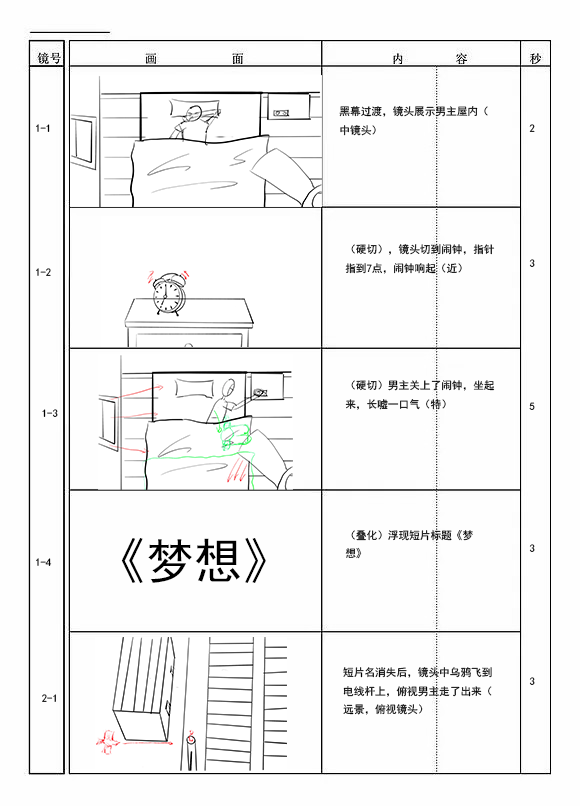 镜号 画 面 内 容 秒
1-1
黑幕过渡，镜头展示男主屋内（
中镜头）
2
1-2
（硬切），镜头切到闹钟，指针
指到7点，闹钟响起（近）
3
1-3
（硬切）男主关上了闹钟，坐起
来，长嘘一口气（特）
5
1-4
《梦想》
（叠化）浮现短片标题《梦
想》
3
2-1
短片名消失后，镜头中乌鸦飞到
电线杆上，俯视男主走了出来（
远景，俯视镜头）
3